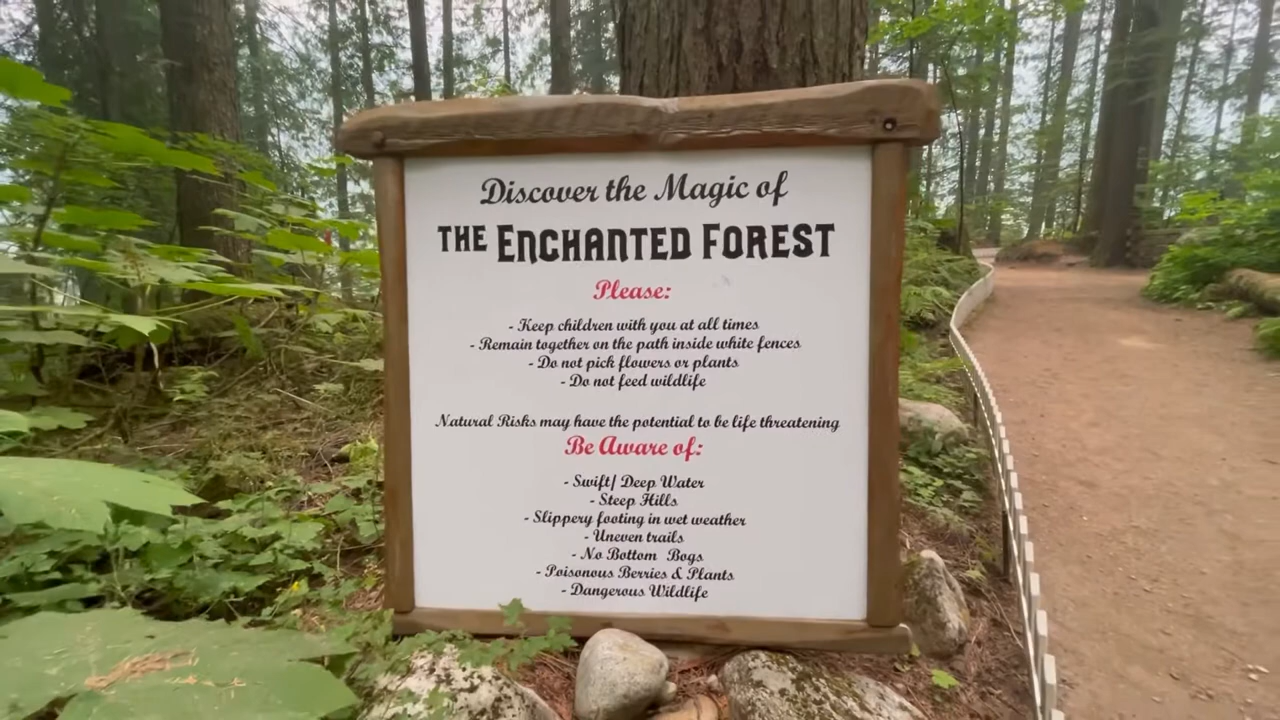 Discover the Magic of
THE ENCHANTED FOREST
Please:
- Keep children with you at all times
- Remain together on the path inside white fences
- Do not pick flowers or plants
- Do not feed wildlife
Natural Risks may have the potential to be life threatening
Be Aware of:
- Swift/ Deep Water
- Steep Hills
- Slippery footing in wet weather
- Uneven trails
- No Bottom Bogs
- Poisonous Berries & Plants
- Dangerous Wildlife